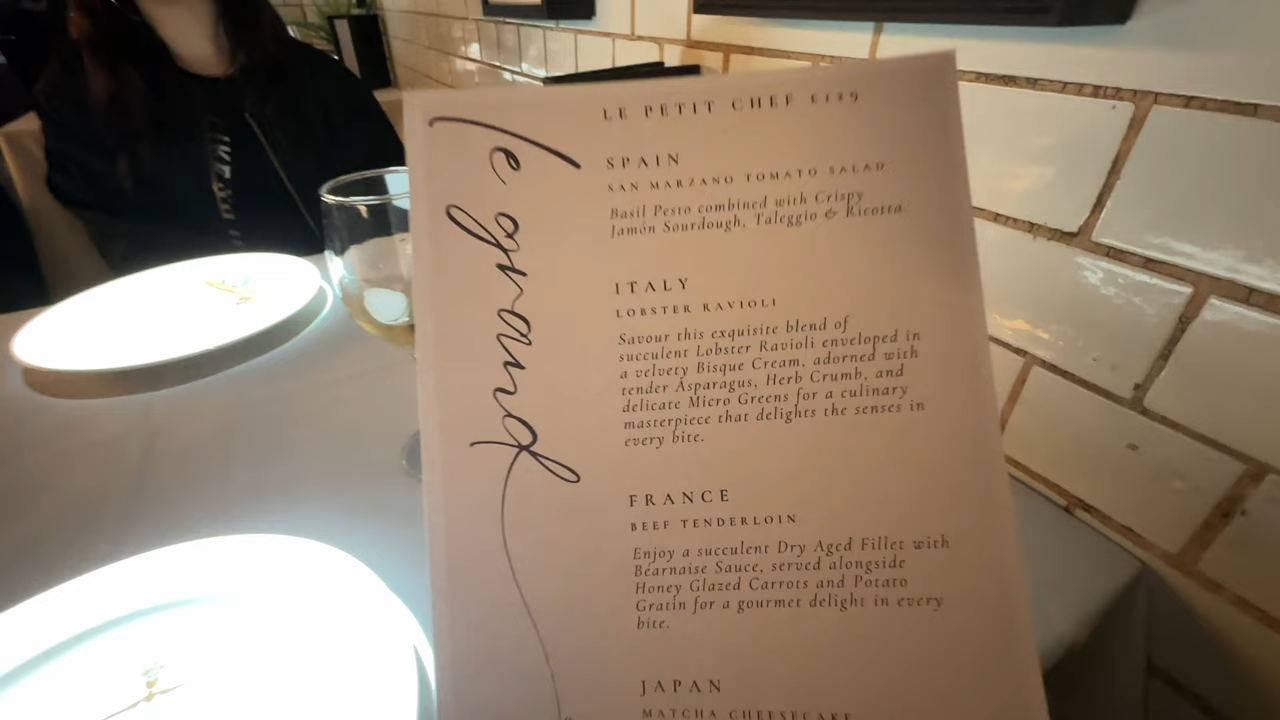 LE PETIT CHEF £189
le grand
SPAIN
SAN MARZANO TOMATO SALAD
Basil Pesto combined with Crispy
Jamón Sourdough, Taleggio & Ricotta
ITALY
LOBSTER RAVIOLI
Savour this exquisite blend of
succulent Lobster Ravioli enveloped in
a velvety Bisque Cream, adorned with
tender Asparagus, Herb Crumb, and
delicate Micro Greens for a culinary
masterpiece that delights the senses in
every bite.
FRANCE
BEEF TENDERLOIN
Enjoy a succulent Dry Aged Fillet with
Béarnaise Sauce, served alongside
Honey Glazed Carrots and Potato
Gratin for a gourmet delight in every
bite.
JAPAN
MATCHA CHEESECAKE